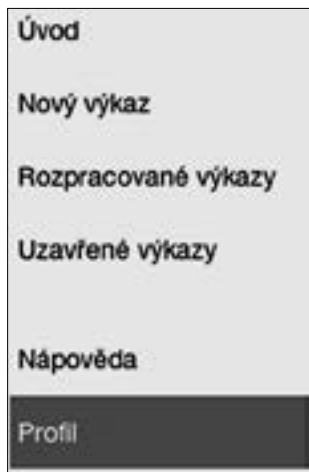 Úvod
Nový výkaz
Rozpracované výkazy
Uzavřené výkazy
Nápověda
Profil